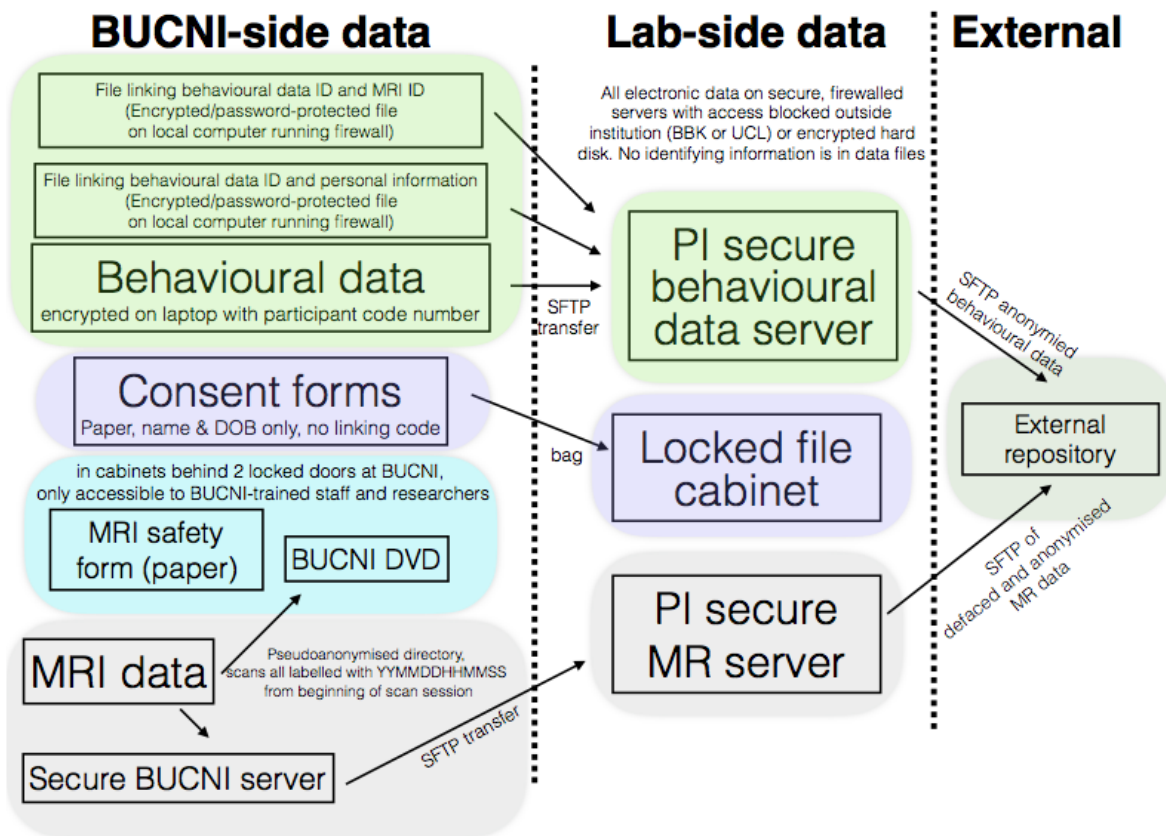 BUCNI-side data
File linking behavioural data ID and MRI ID
(Encrypted/password-protected file
on local computer running firewall)
File linking behavioural data ID and personal information
(Encrypted/password-protected file
on local computer running firewall)
Behavioural data
encrypted on laptop with participant code number
Consent forms
Paper, name & DOB only, no linking code
in cabinets behind 2 locked doors at BUCNI,
only accessible to BUCNI-trained staff and researchers
MRI safety
form (paper)
BUCNI DVD
MRI data
Pseudoanonymised directory,
scans all labelled with YYMMDDHHMMSS
from beginning of scan session
Secure BUCNI server
SFTP
transfer
bag
SFTP transfer
Lab-side data
All electronic data on secure, firewalled
servers with access blocked outside
institution (BBK or UCL) or encrypted hard
disk. No identifying information is in data files
PI secure
behavioural
data server
Locked file
cabinet
PI secure
MR server
External
SFTP anonymied
behavioural data
External
repository
SFTP of
defaced and anonymised
MR data